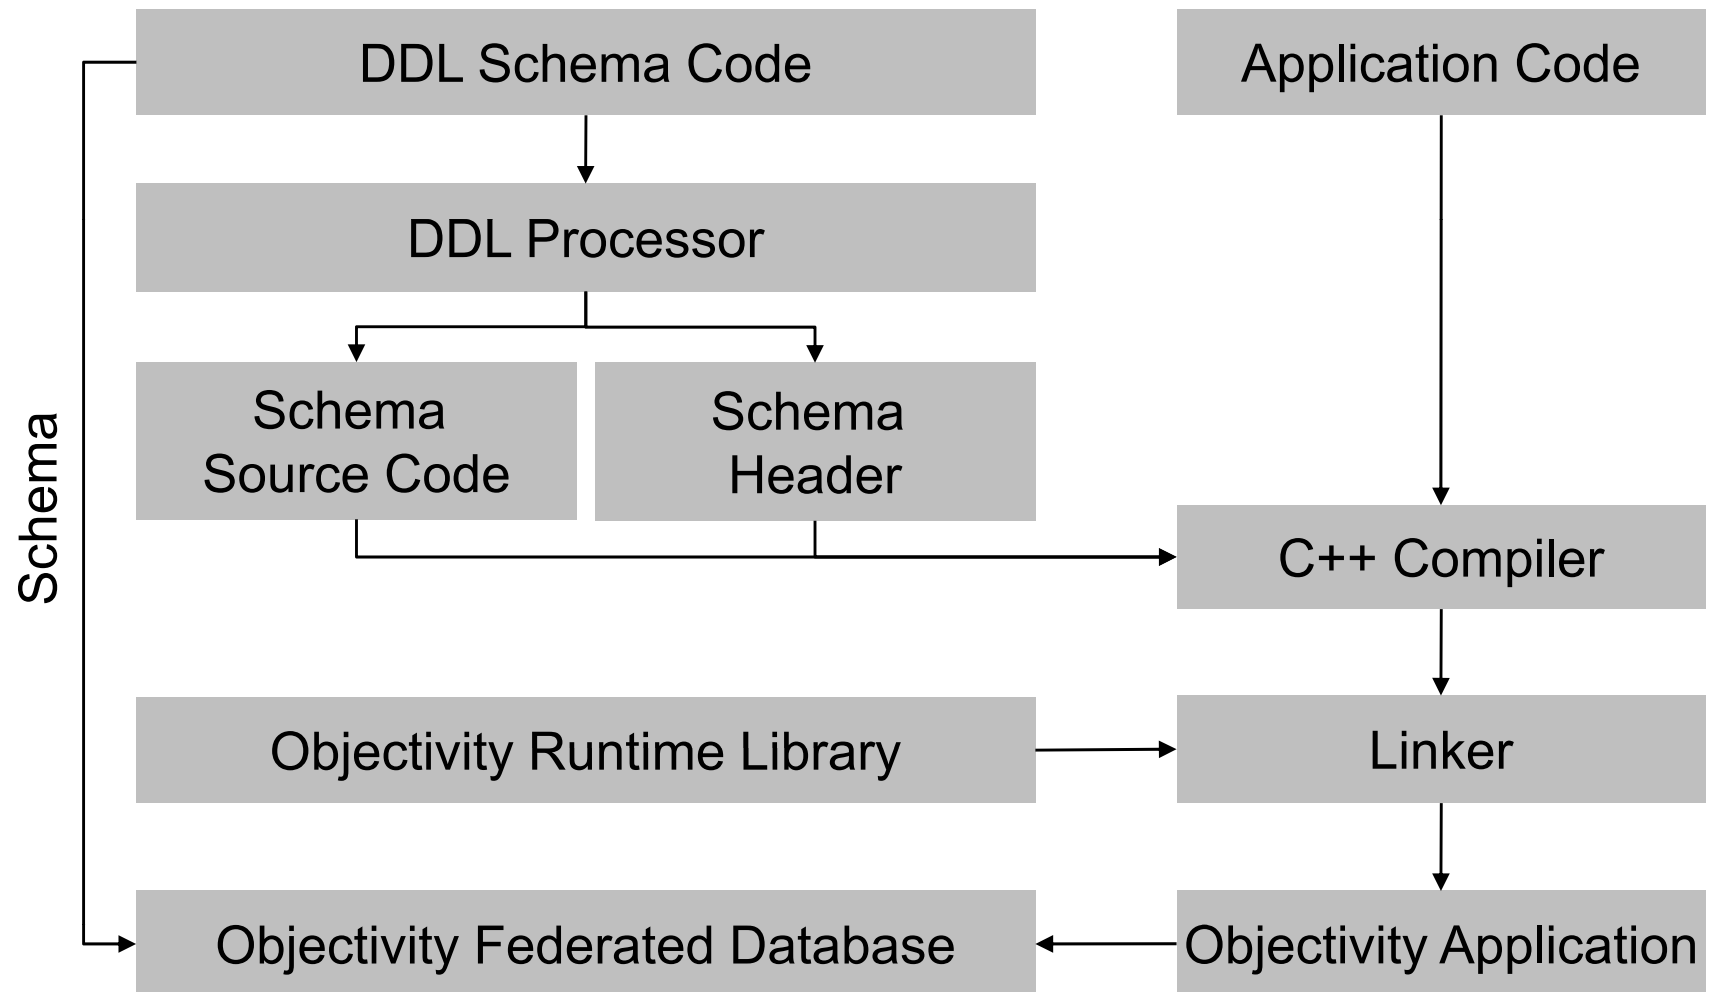 DDL Schema Code
Application Code
DDL Processor
Schema
Source Code
Schema
Header
Schema
C++ Compiler
Objectivity Runtime Library
Linker
Objectivity Federated Database
Objectivity Application